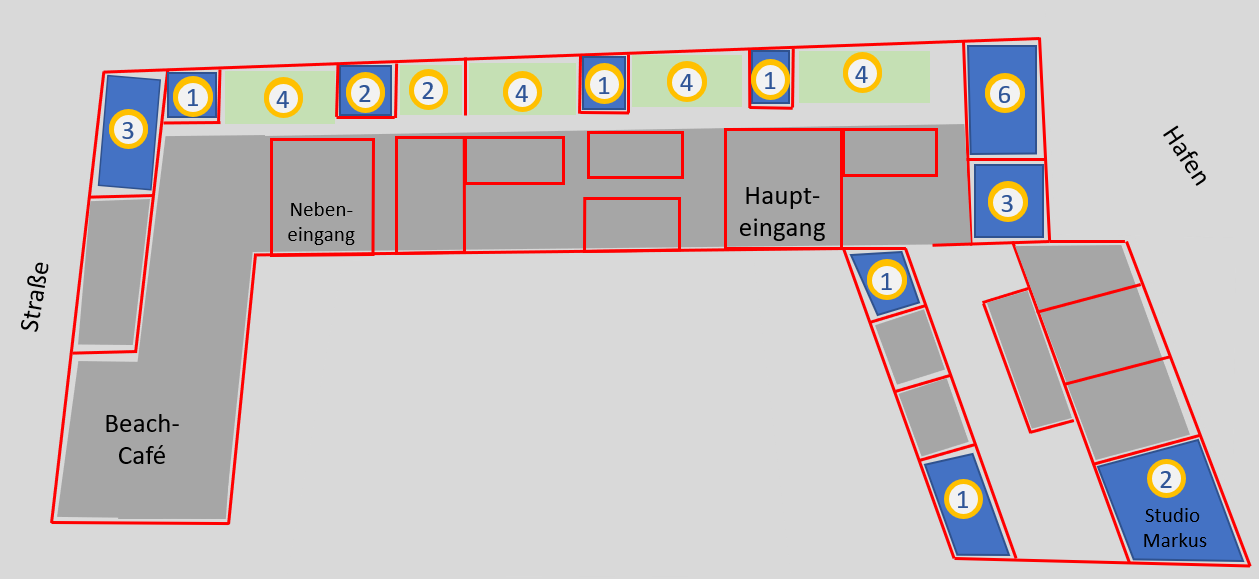 1
4
2
2
4
1
4
1
4
6
3
3
Hafen
Neben-
eingang
Haupt-
eingang
Straße
1
Beach-
Café
1
2
Studio
Markus